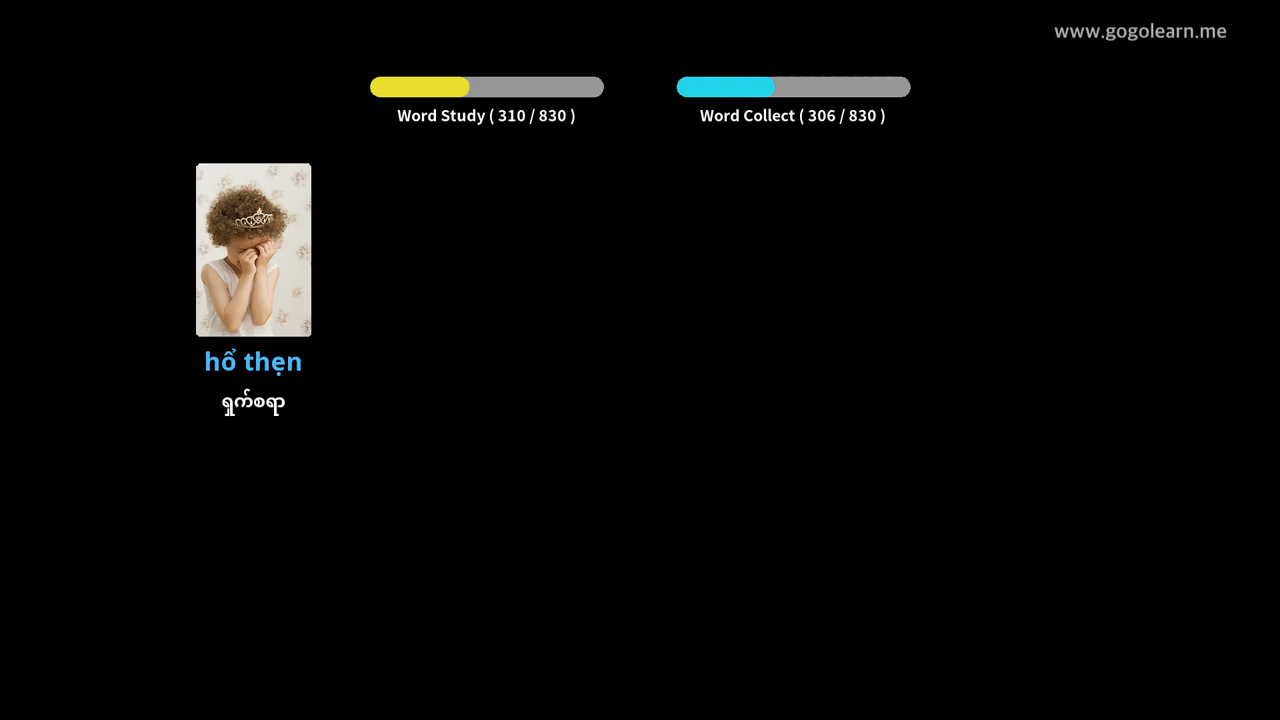 www.gogolearn.me
Word Study ( 310 / 830 )
Word Collect ( 306 / 830 )
hổ thẹn
ရှက်စရာ